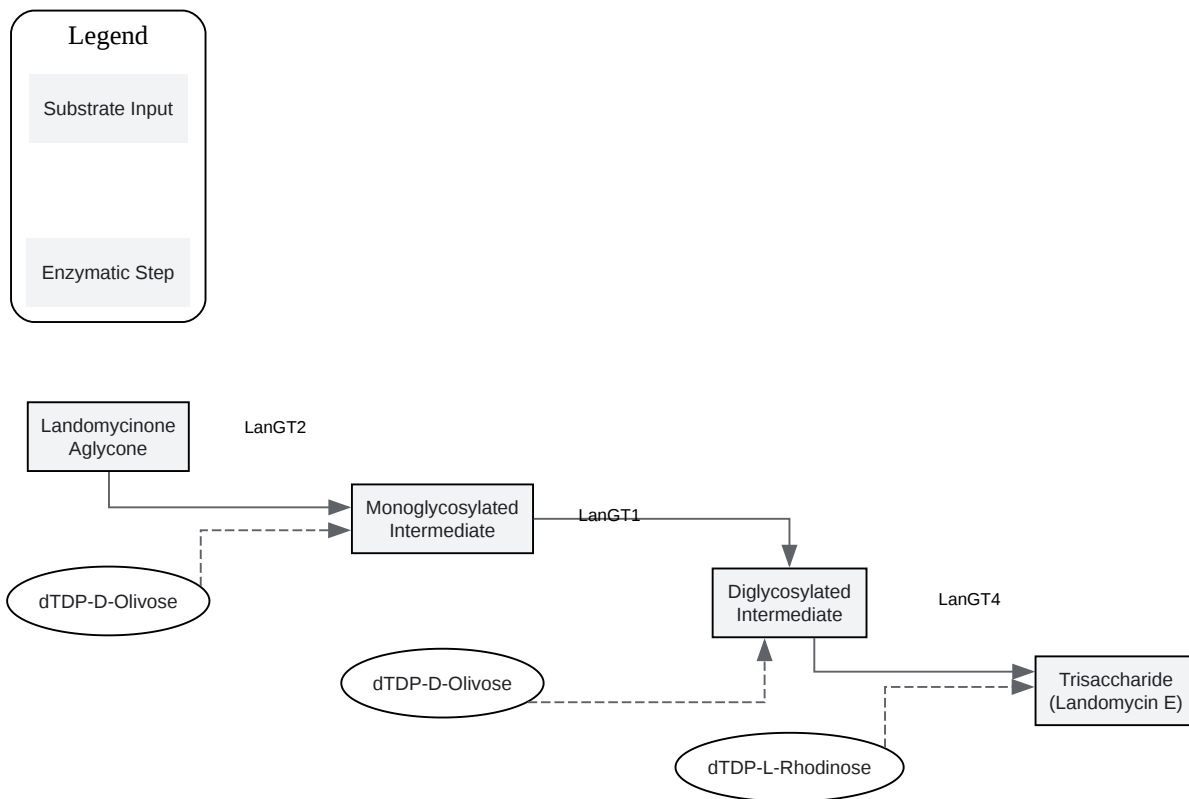 Legend
Substrate Input
Enzymatic Step
Landomycinone
Aglycone
LanGT2
Monoglycosylated
Intermediate
LanGT1
dTDP-D-Olivose
Diglycosylated
Intermediate
LanGT4
dTDP-D-Olivose
Trisaccharide
(Landomycin E)
dTDP-L-Rhodinose